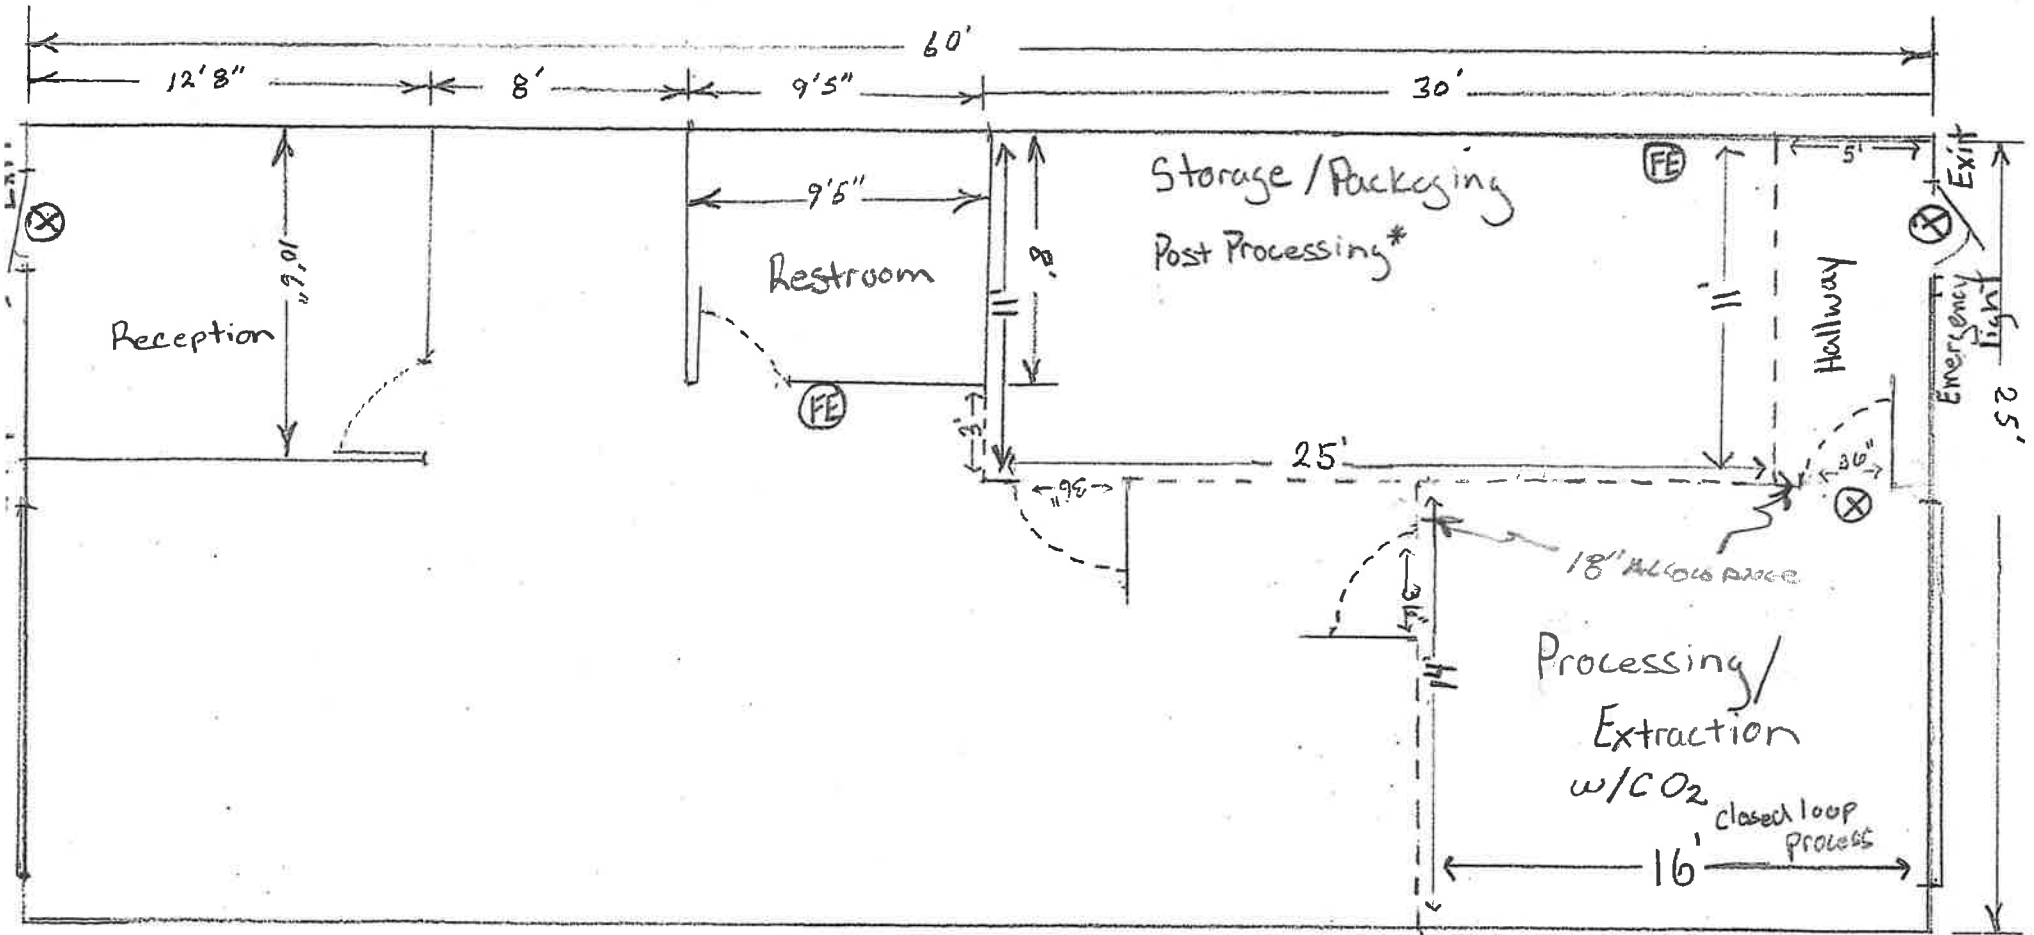 60'
12'8"
8'
9'5"
30'
Storage/Packaging
Post Processing*
FE
5'
Exit
9'5"
8'
Restroom
10'6"
Reception
11'
11'
Hallway
Emergency
light
25'
FE
3'
25'
36"
36"
18" Allowance
36"
14'
Processing/
Extraction
w/CO2
closed loop
process
16'